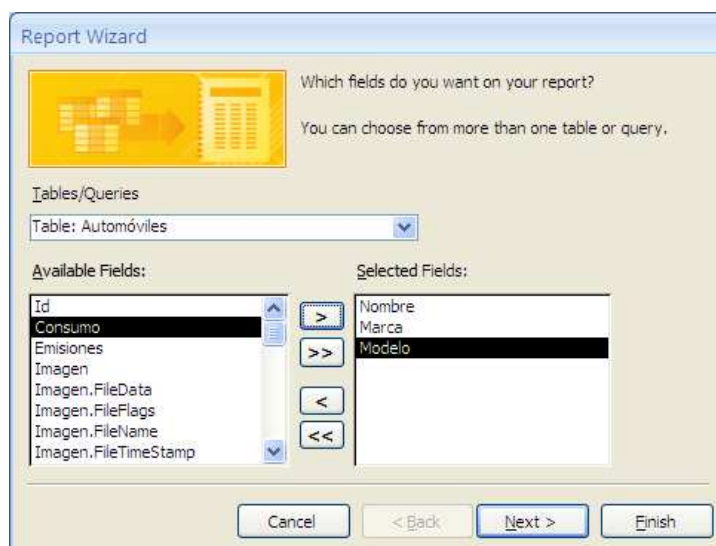 Report Wizard
Which fields do you want on your report?
You can choose from more than one table or query.
Tables/Queries
Table: Automóviles
Available Fields:
Selected Fields:
Id
Consumo
Emisiones
Imagen
Imagen.FileData
Imagen.FileFlags
Imagen.FileName
Imagen.FileTimeStamp
>
>>
<
<<
Nombre
Marca
Modelo
Cancel
< Back
Next >
Finish